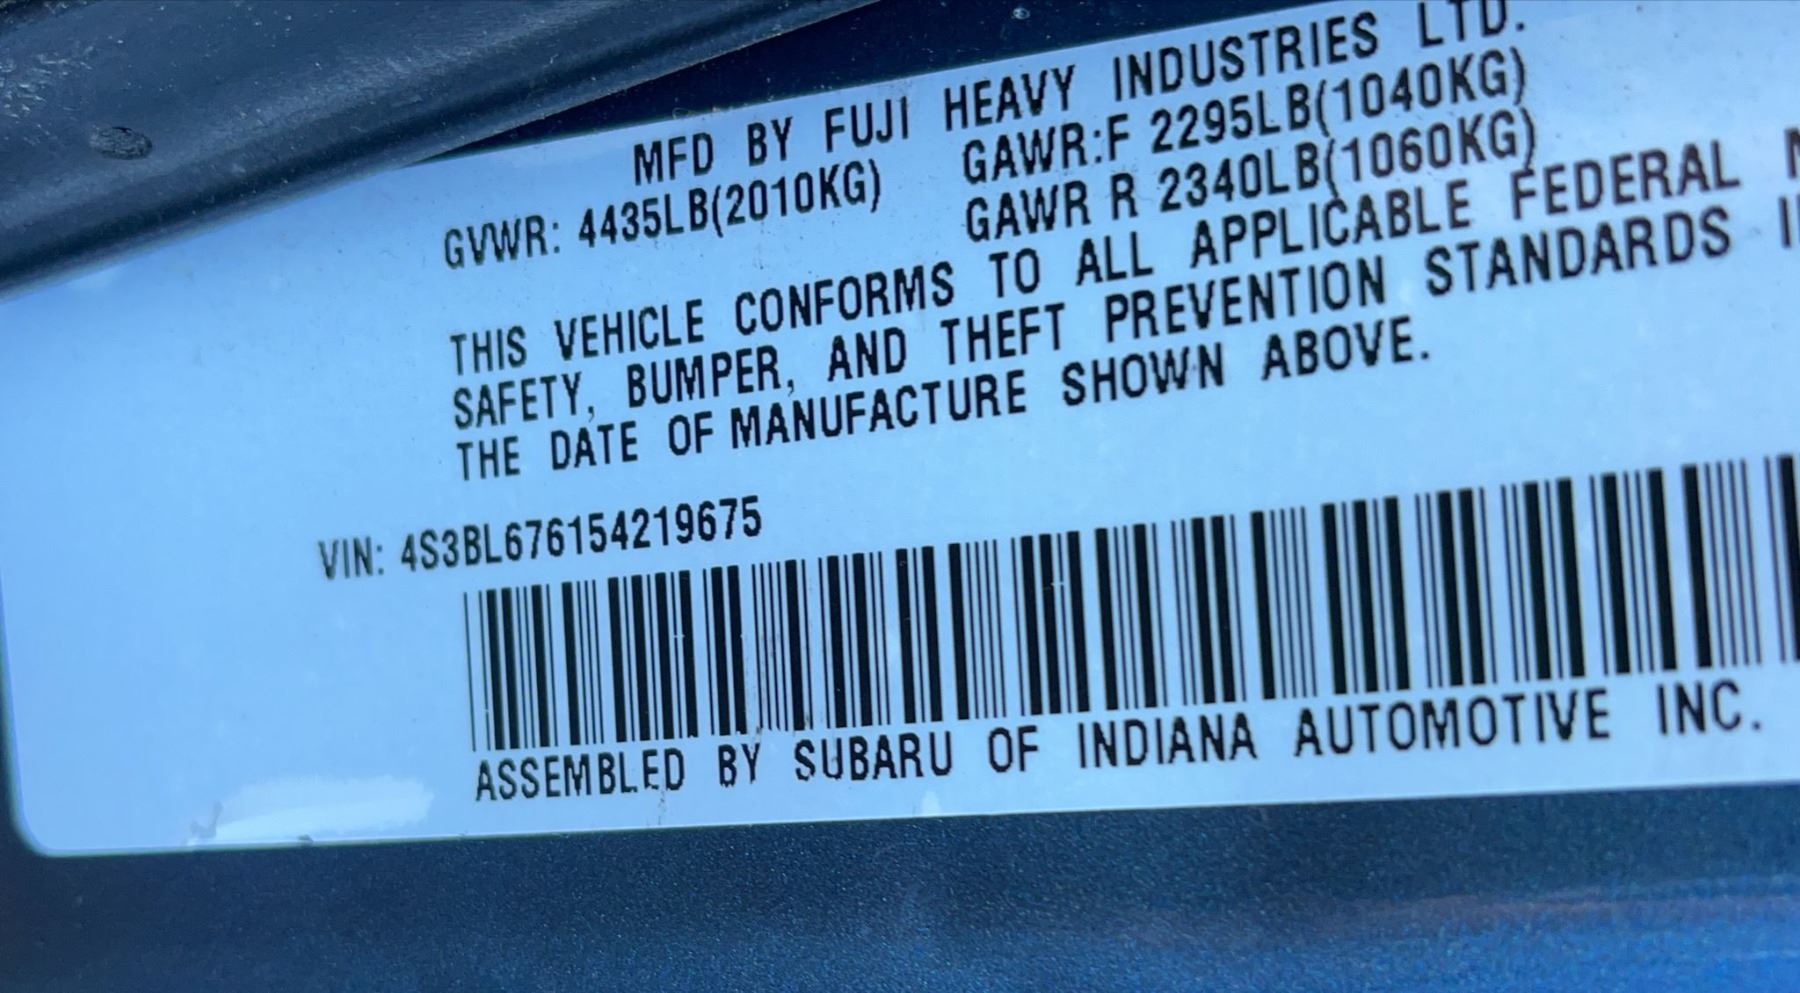 MFD BY FUJI HEAVY INDUSTRIES LTD.
GVWR: 4435LB(2010KG) GAWR:F 2295LB(1040KG)
GAWR R 2340LB(1060KG)
THIS VEHICLE CONFORMS TO ALL APPLICABLE FEDERAL
SAFETY, BUMPER, AND THEFT PREVENTION STANDARDS
THE DATE OF MANUFACTURE SHOWN ABOVE.
VIN: 4S3BL676154219675
ASSEMBLED BY SUBARU OF INDIANA AUTOMOTIVE INC.